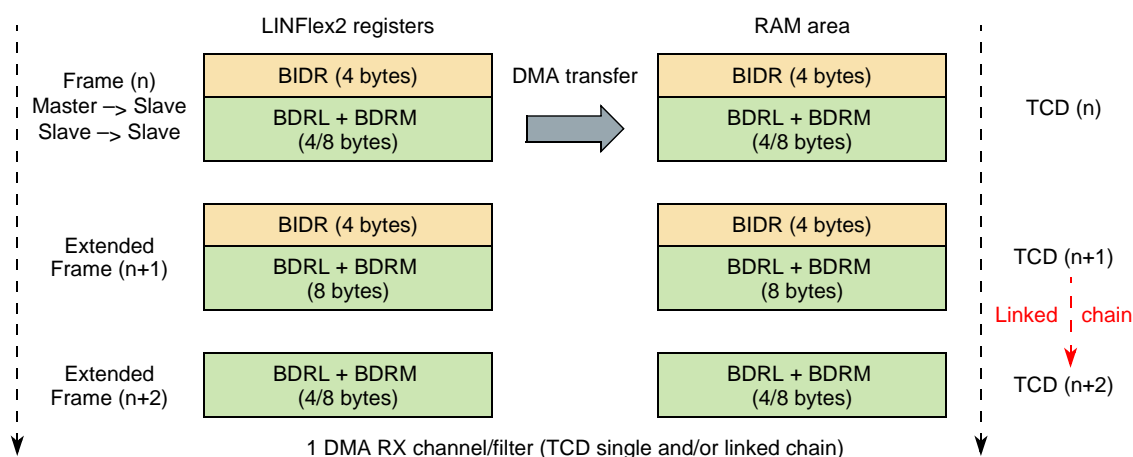 LINFlex2 registers
RAM area
Frame (n)
Master –> Slave
Slave –> Slave
BIDR (4 bytes)
BDRL + BDRM
(4/8 bytes)
DMA transfer
BIDR (4 bytes)
BDRL + BDRM
(4/8 bytes)
TCD (n)
Extended
Frame (n+1)
BIDR (4 bytes)
BDRL + BDRM
(8 bytes)
BIDR (4 bytes)
BDRL + BDRM
(8 bytes)
TCD (n+1)
Linked chain
Extended
Frame (n+2)
BDRL + BDRM
(4/8 bytes)
BDRL + BDRM
(4/8 bytes)
TCD (n+2)
1 DMA RX channel/filter (TCD single and/or linked chain)